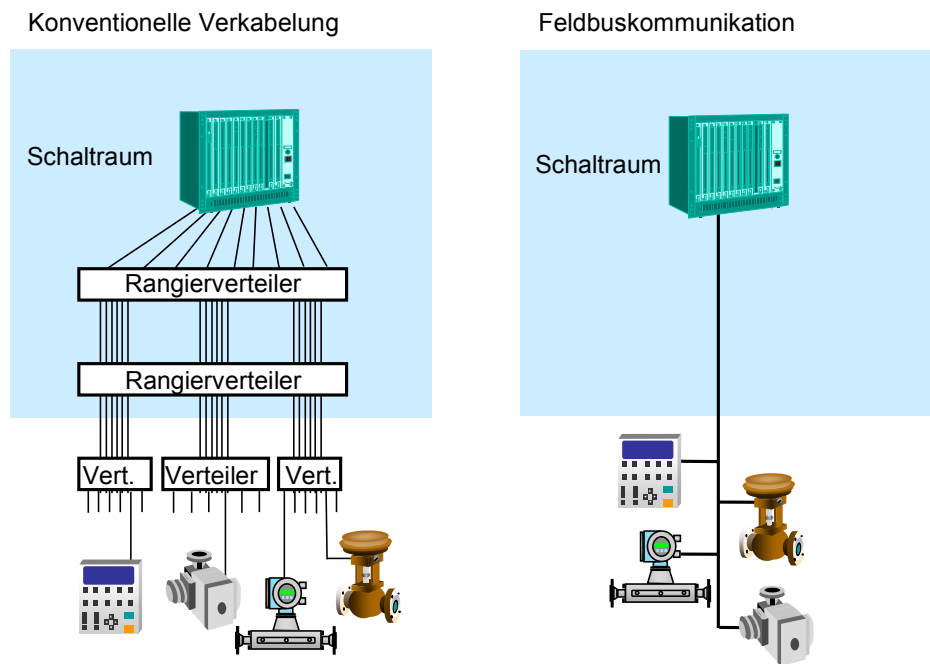 Konventionelle Verkabelung
Schaltraum
Rangierverteiler
Rangierverteiler
Vert.
Verteiler
Vert.
Feldbuskommunikation
Schaltraum